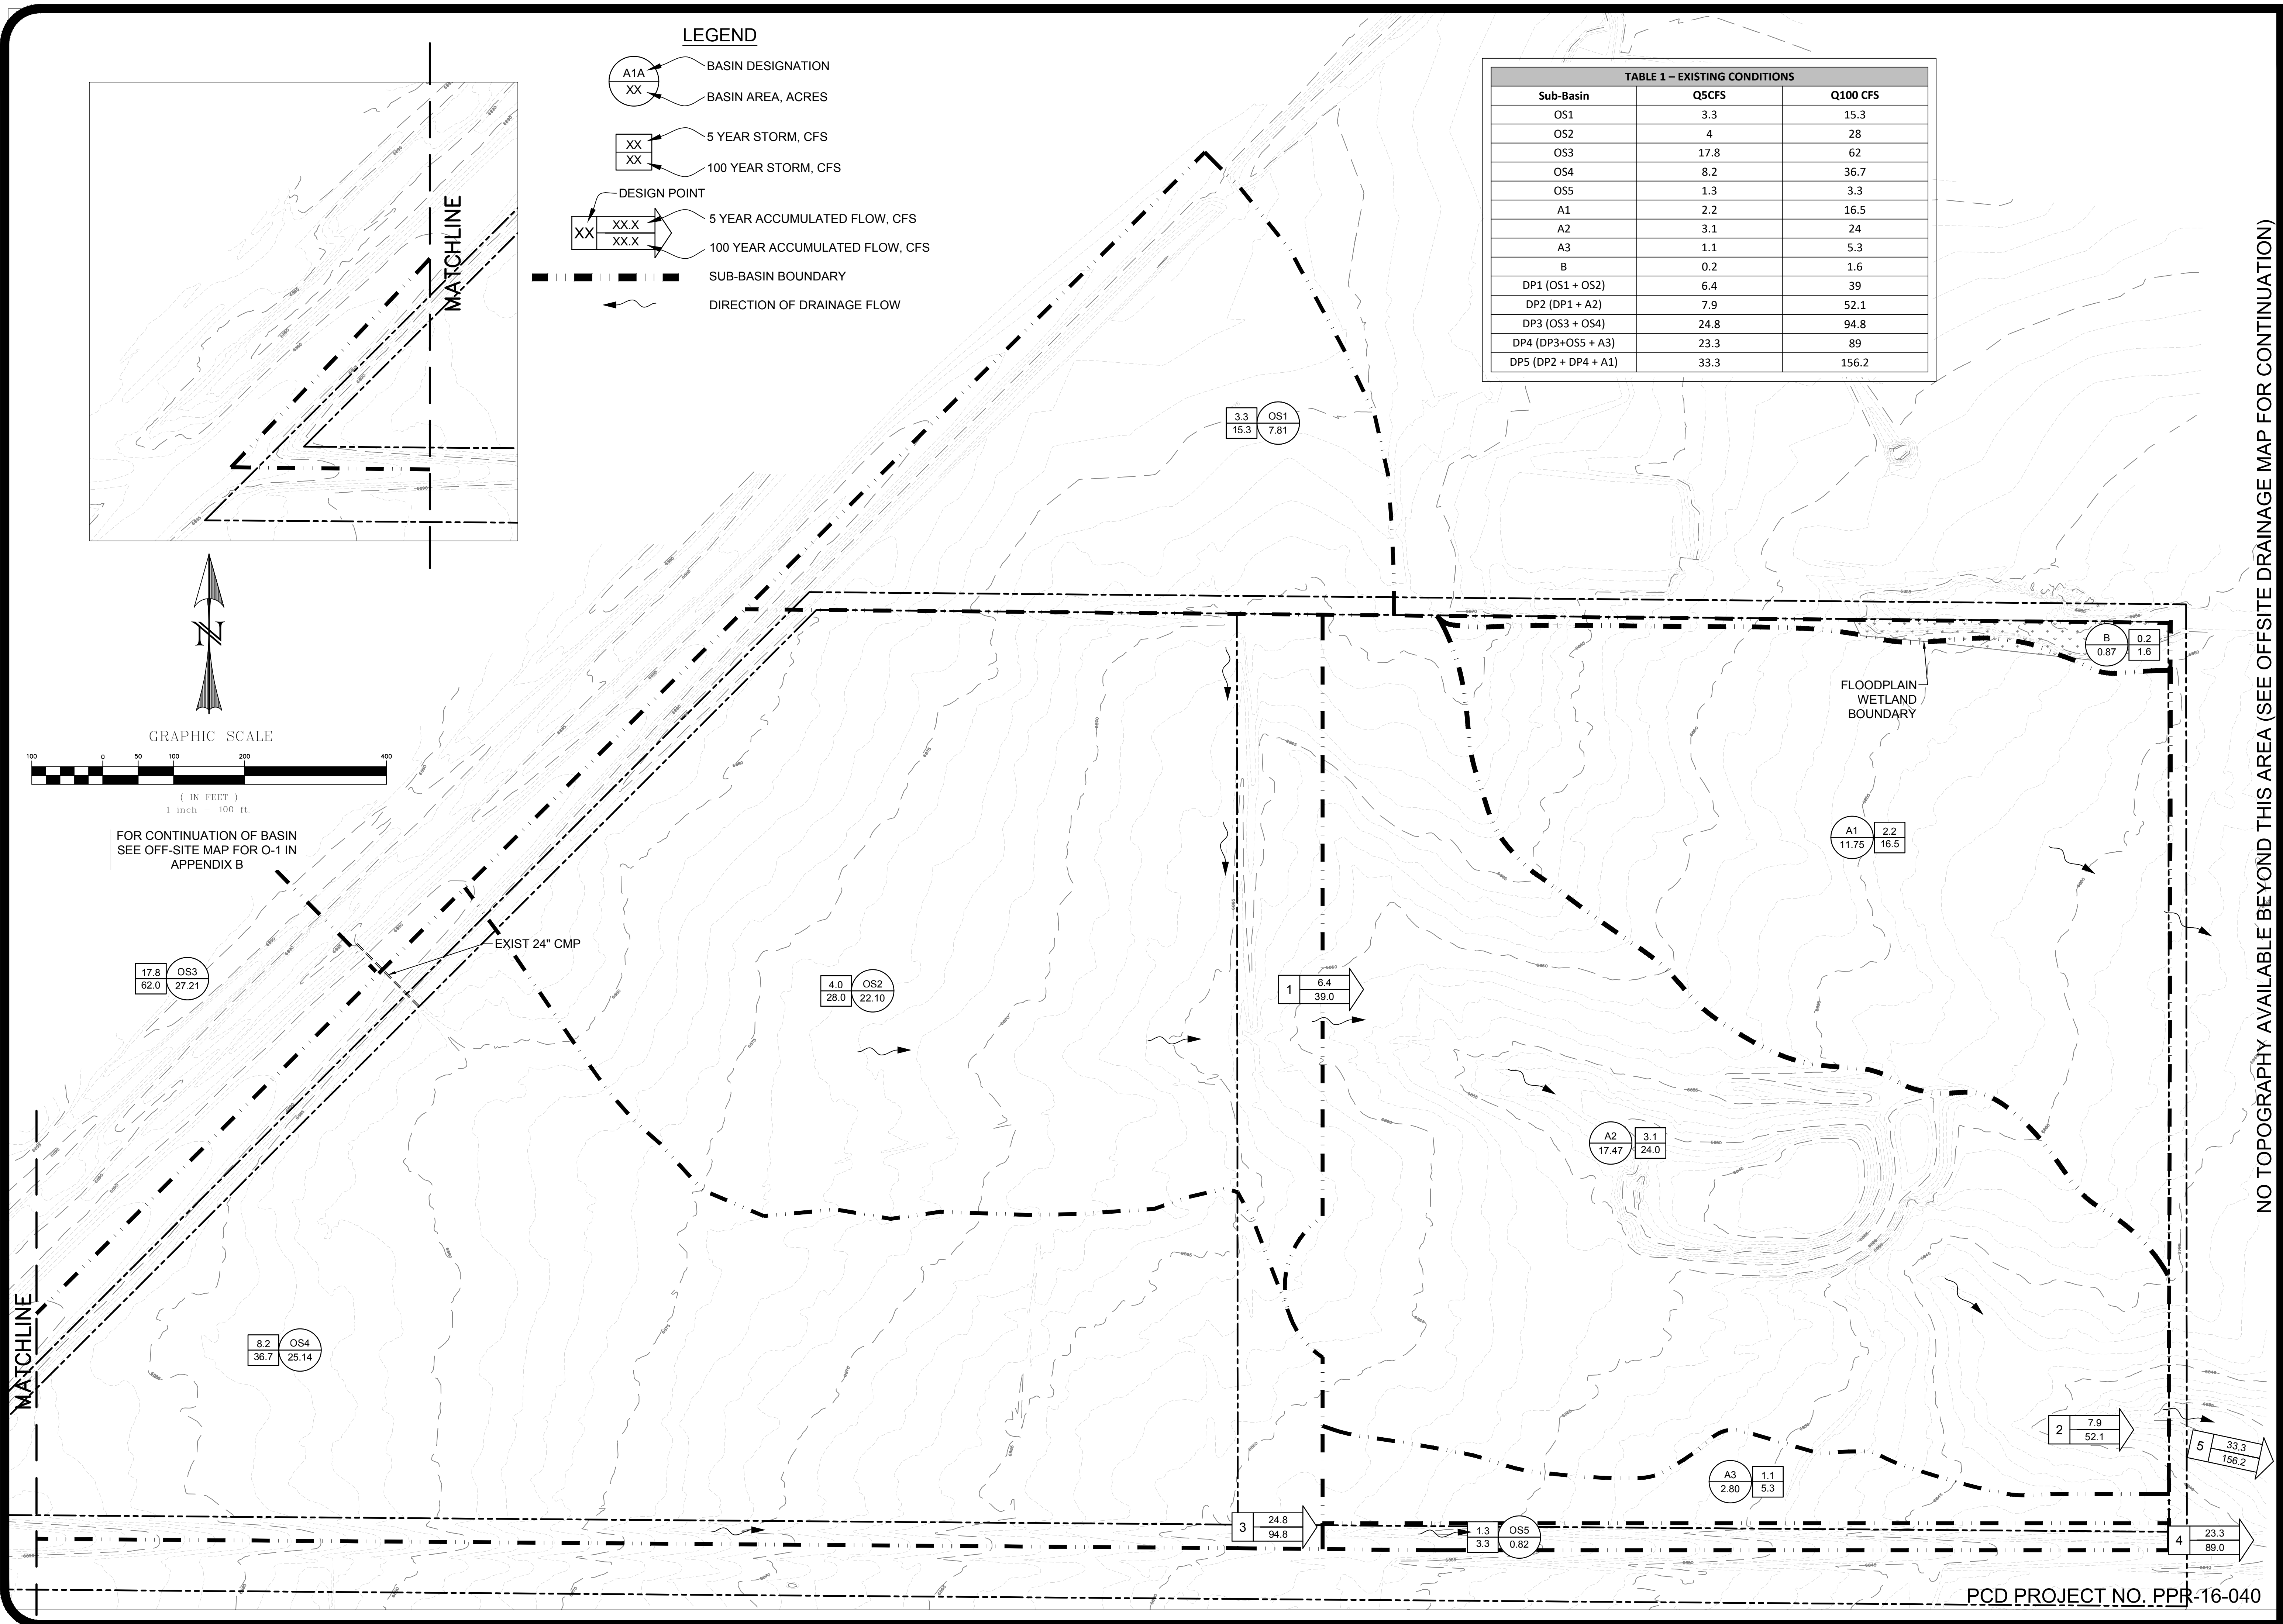 LEGEND
A1A
XX
BASIN DESIGNATION
BASIN AREA, ACRES
XX
XX
5 YEAR STORM, CFS
100 YEAR STORM, CFS
DESIGN POINT
XX
XX.X
XX.X
5 YEAR ACCUMULATED FLOW, CFS
100 YEAR ACCUMULATED FLOW, CFS
SUB-BASIN BOUNDARY
DIRECTION OF DRAINAGE FLOW
MATCHLINE
TABLE 1 – EXISTING CONDITIONS
Sub-Basin Q5CFS Q100 CFS
OS1 3.3 15.3
OS2 4 28
OS3 17.8 62
OS4 8.2 36.7
OS5 1.3 3.3
A1 2.2 16.5
A2 3.1 24
A3 1.1 5.3
B 0.2 1.6
DP1 (OS1 + OS2) 6.4 39
DP2 (DP1 + A2) 7.9 52.1
DP3 (OS3 + OS4) 24.8 94.8
DP4 (DP3+OS5 + A3) 23.3 89
DP5 (DP2 + DP4 + A1) 33.3 156.2
NO TOPOGRAPHY AVAILABLE BEYOND THIS AREA (SEE OFFSITE DRAINAGE MAP FOR CONTINUATION)
3.3 OS1
15.3 7.81
N
GRAPHIC SCALE
100 0 50 100 200 400
( IN FEET )
1 inch = 100 ft.
FOR CONTINUATION OF BASIN
SEE OFF-SITE MAP FOR O-1 IN
APPENDIX B
B 0.2
0.87 1.6
FLOODPLAIN
WETLAND
BOUNDARY
A1 2.2
11.75 16.5
EXIST 24" CMP
17.8 OS3
62.0 27.21
4.0 OS2
28.0 22.10
1 6.4
39.0
A2 3.1
17.47 24.0
MATCHLINE
8.2 OS4
36.7 25.14
2 7.9
52.1
5 33.3
156.2
A3 1.1
2.80 5.3
3 24.8
94.8
1.3 OS5
3.3 0.82
4 23.3
89.0
PCD PROJECT NO. PPR-16-040